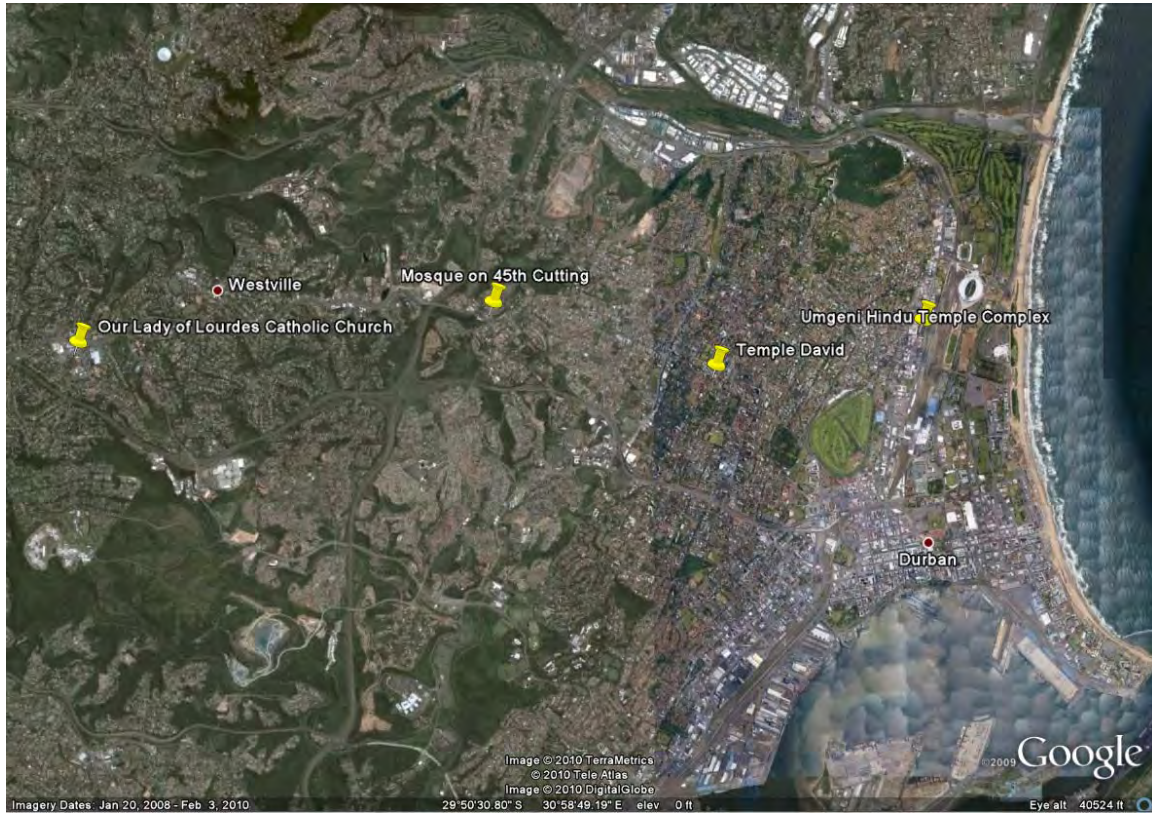 Mosque on 45th Cutting
Westville
Our Lady of Lourdes Catholic Church
Umgeni Hindu Temple Complex
Temple David
Durban
Image © 2010 TerraMetrics
© 2010 Tele Atlas
Image © 2010 DigitalGlobe
©2009 Google
Imagery Dates: Jan 20, 2008 - Feb 3, 2010 29°50'30.80" S 30°58'49.19" E elev 0 ft Eye alt 40524 ft